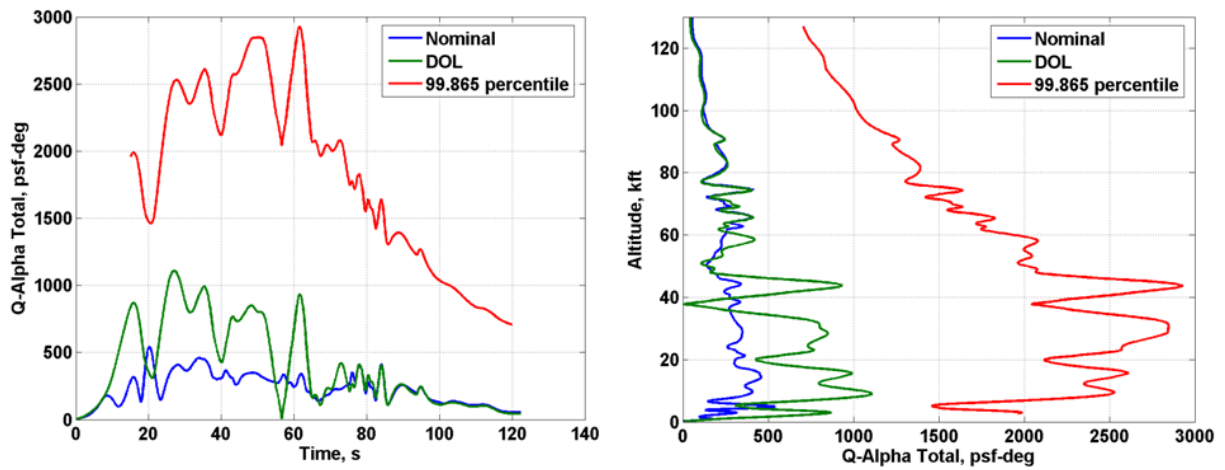 3000
2500
2000
1500
1000
500
0
Q-Alpha Total, psf-deg
0 20 40 60 80 100 120 140
Time, s
Nominal
DOL
99.865 percentile
120
100
80
60
40
20
0
Altitude, kft
0 500 1000 1500 2000 2500 3000
Q-Alpha Total, psf-deg
Nominal
DOL
99.865 percentile